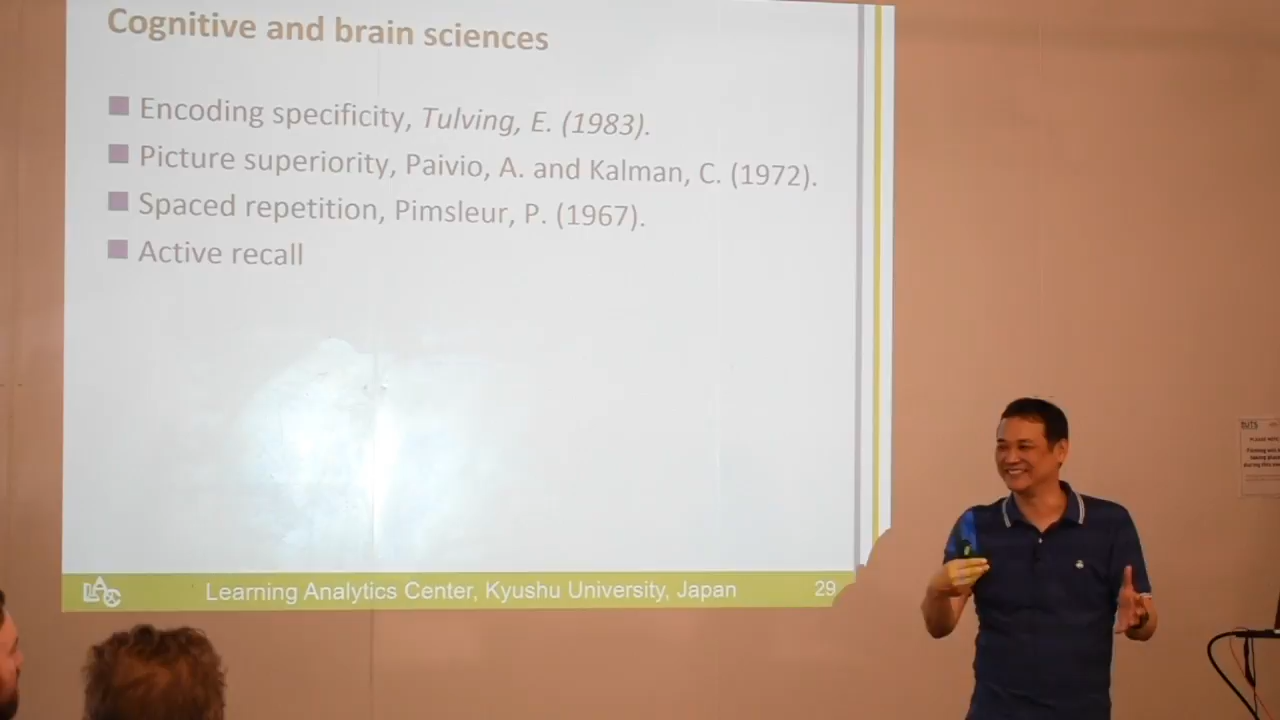 Cognitive and brain sciences
Encoding specificity, Tulving, E. (1983).
Picture superiority, Paivio, A. and Kalman, C. (1972).
Spaced repetition, Pimsleur, P. (1967).
Active recall
Learning Analytics Center, Kyushu University, Japan 29